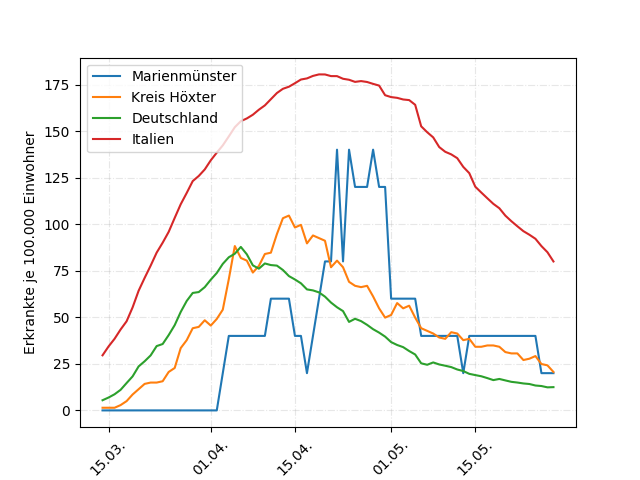 Marienmünster
Kreis Höxter
Deutschland
Italien
Erkrankte je 100.000 Einwohner
175
150
125
100
75
50
25
0
15.03.
01.04.
15.04.
01.05.
15.05.